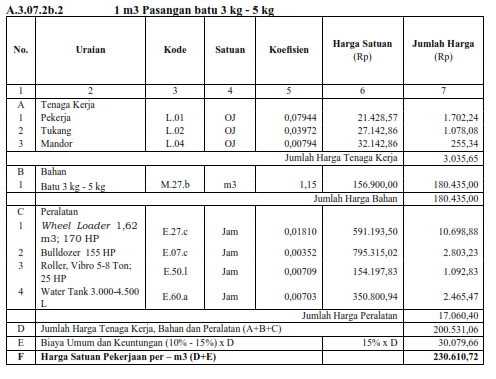 A.3.07.2b.2 1 m3 Pasangan batu 3 kg - 5 kg
No. Uraian Kode Satuan Koefisien Harga Satuan (Rp) Jumlah Harga (Rp)
1 2 3 4 5 6 7
A Tenaga Kerja
1 Pekerja L.01 OJ 0,07944 21.428,57 1.702,24
2 Tukang L.02 OJ 0,03972 27.142,86 1.078,08
3 Mandor L.04 OJ 0,00794 32.142,86 255,34
Jumlah Harga Tenaga Kerja 3.035,65
B Bahan
1 Batu 3 kg - 5 kg M.27.b m3 1,15 156.900,00 180.435,00
Jumlah Harga Bahan 180.435,00
C Peralatan
1 Wheel Loader 1,62 m3; 170 HP E.27.c Jam 0,01810 591.193,50 10.698,88
2 Bulldozer 155 HP E.07.c Jam 0,00352 795.315,02 2.803,23
3 Roller, Vibro 5-8 Ton; 25 HP E.50.l Jam 0,00709 154.197,83 1.092,83
4 Water Tank 3.000-4.500 L E.60.a Jam 0,00703 350.800,94 2.465,47
Jumlah Harga Peralatan 17.060,40
D Jumlah Harga Tenaga Kerja, Bahan dan Peralatan (A+B+C) 200.531,06
E Biaya Umum dan Keuntungan (10% - 15%) x D 15% x D 30.079,66
F Harga Satuan Pekerjaan per – m3 (D+E) 230.610,72